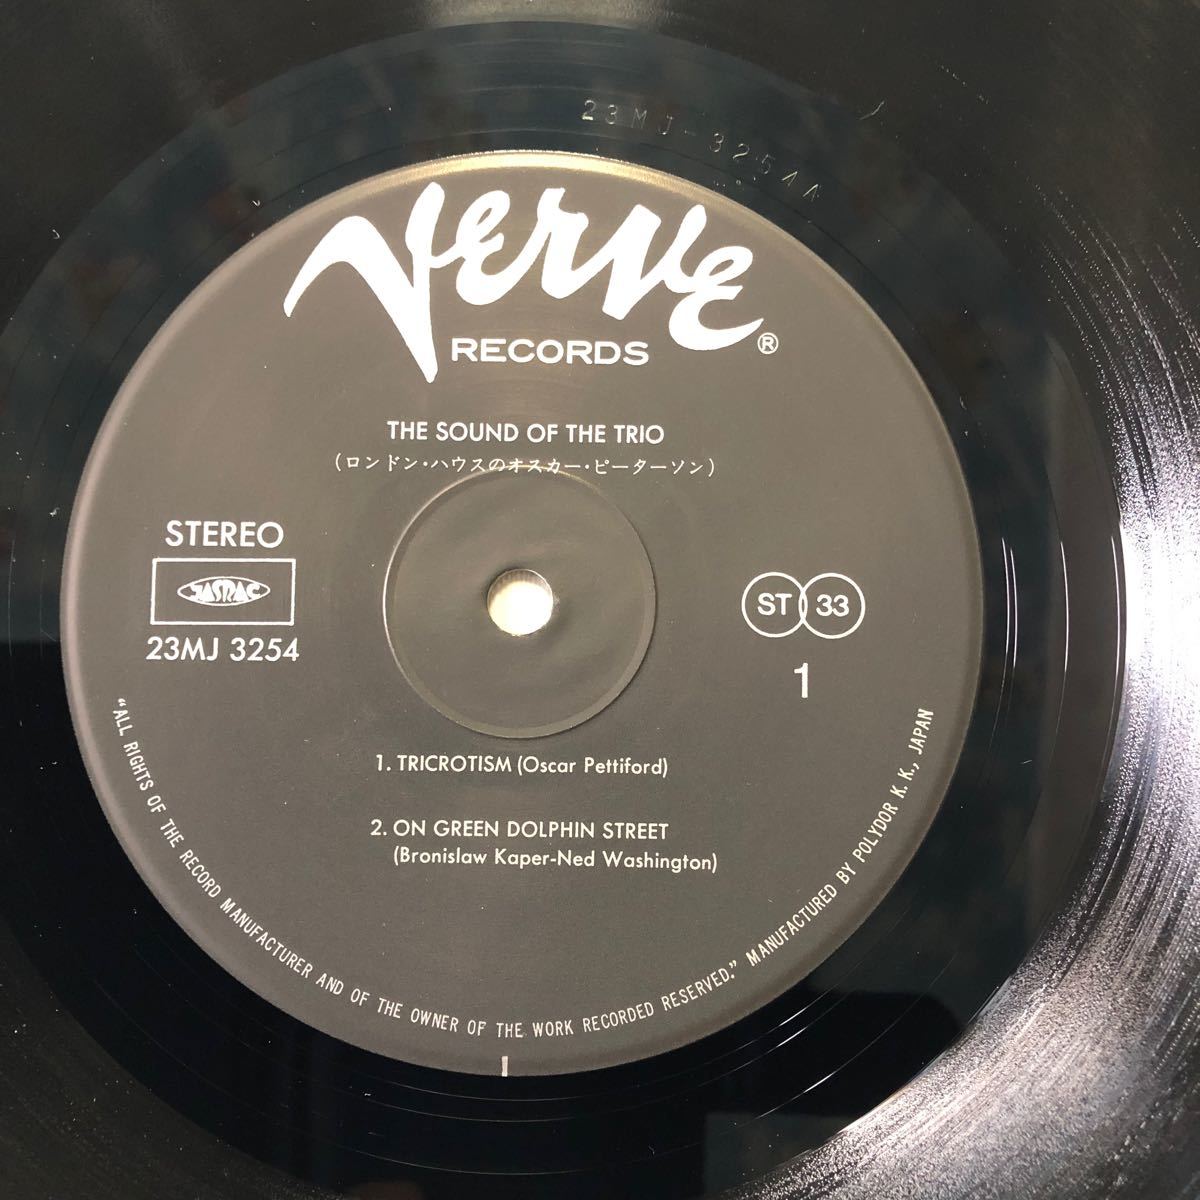 23MJ-3254A
Verve
RECORDS ®
THE SOUND OF THE TRIO
(ロンドン・ハウスのオスカー・ピーターソン)
STEREO
JASRAC
23MJ 3254
ST 33
1
1. TRICROTISM (Oscar Pettiford)
2. ON GREEN DOLPHIN STREET
(Bronislaw Kaper-Ned Washington)
"ALL RIGHTS OF THE RECORD MANUFACTURER AND OF THE OWNER OF THE WORK RECORDED RESERVED." MANUFACTURED BY POLYDOR K. K., JAPAN